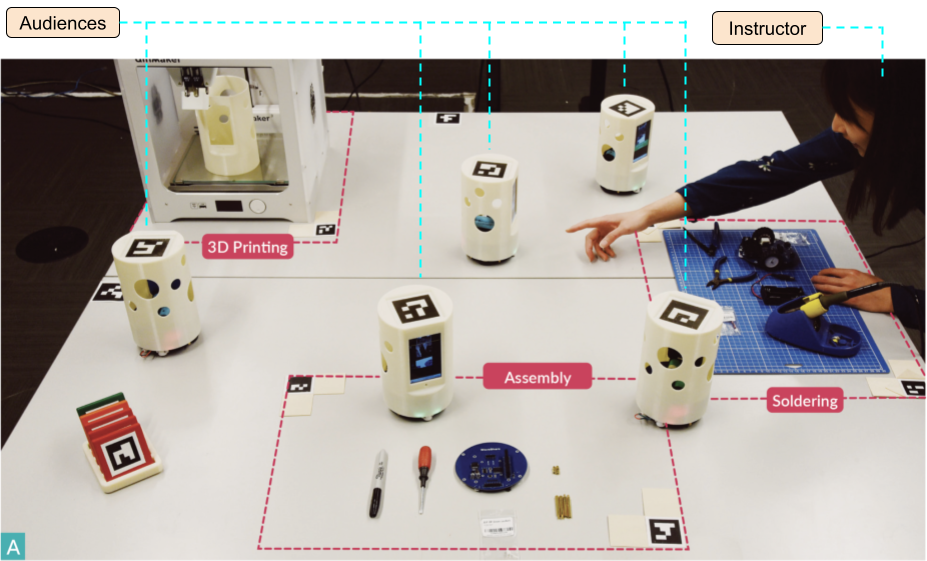 Audiences
Instructor
3D Printing
Assembly
Soldering
A